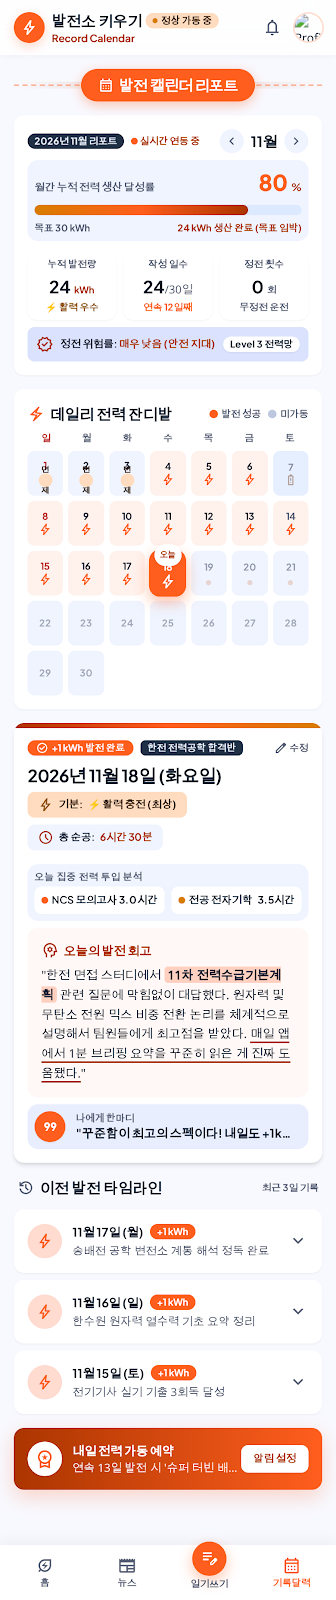 발전소 키우기
정상 가동 중
Record Calendar
발전 캘린더 리포트
2026년 11월 리포트
실시간 연동 중
11월
월간 누적 전력 생산 달성률
80 %
목표 30 kWh
24 kWh 생산 완료 (목표 임박)
누적 발전량
작성 일수
정전 횟수
24 kWh
24/30일
0 회
⚡ 활력 우수
연속 12일째
무정전 운전
정전 위험률: 매우 낮음 (안전 지대)
Level 3 전력망
데일리 전력 잔디밭
발전 성공
미가동
일 월 화 수 목 금 토
1 2 3 4 5 6 7
8 9 10 11 12 13 14
오늘
15 16 17 18 19 20 21
22 23 24 25 26 27 28
29 30
+1 kWh 발전 완료
한전 전력공학 합격반
수정
2026년 11월 18일 (화요일)
기분: ⚡ 활력 충전 (최상)
총 순공: 6시간 30분
오늘 집중 전력 투입 분석
NCS 모의고사 3.0시간
전공 전자기학 3.5시간
오늘의 발전 회고
"한전 면접 스터디에서 11차 전력수급기본계
획 관련 질문에 막힘없이 대답했다. 원자력 및
무탄소 전원 믹스 비중 전환 논리를 체계적으로
설명해서 팀원들에게 최고점을 받았다. 매일 앱
에서 1분 브리핑 요약을 꾸준히 읽은 게 진짜 도
움됐다."
99
나에게 한마디
"꾸준함이 최고의 스펙이다! 내일도 +1k...
이전 발전 타임라인
최근 3일 기록
11월 17일 (월)
+1 kWh
송배전 공학 변전소 계통 해석 정독 완료
11월 16일 (일)
+1 kWh
한수원 원자력 열수력 기초 요약 정리
11월 15일 (토)
+1 kWh
전기기사 실기 기출 3회독 달성
내일 전력 가동 예약
연속 13일 발전 시 '슈퍼 터빈 배...
알림 설정
홈
뉴스
일기쓰기
기록달력